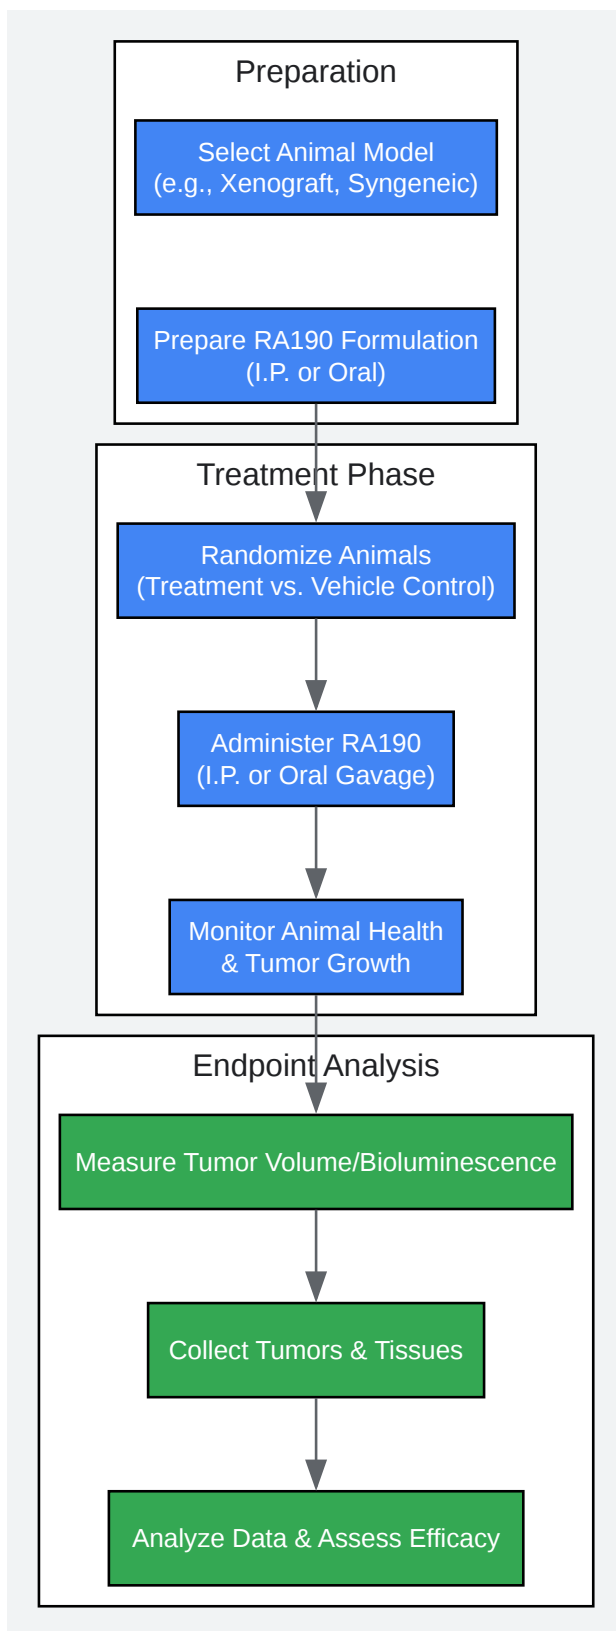 Preparation
Select Animal Model
(e.g., Xenograft, Syngeneic)
Prepare RA190 Formulation
(I.P. or Oral)
Treatment Phase
Randomize Animals
(Treatment vs. Vehicle Control)
Administer RA190
(I.P. or Oral Gavage)
Monitor Animal Health
& Tumor Growth
Endpoint Analysis
Measure Tumor Volume/Bioluminescence
Collect Tumors & Tissues
Analyze Data & Assess Efficacy